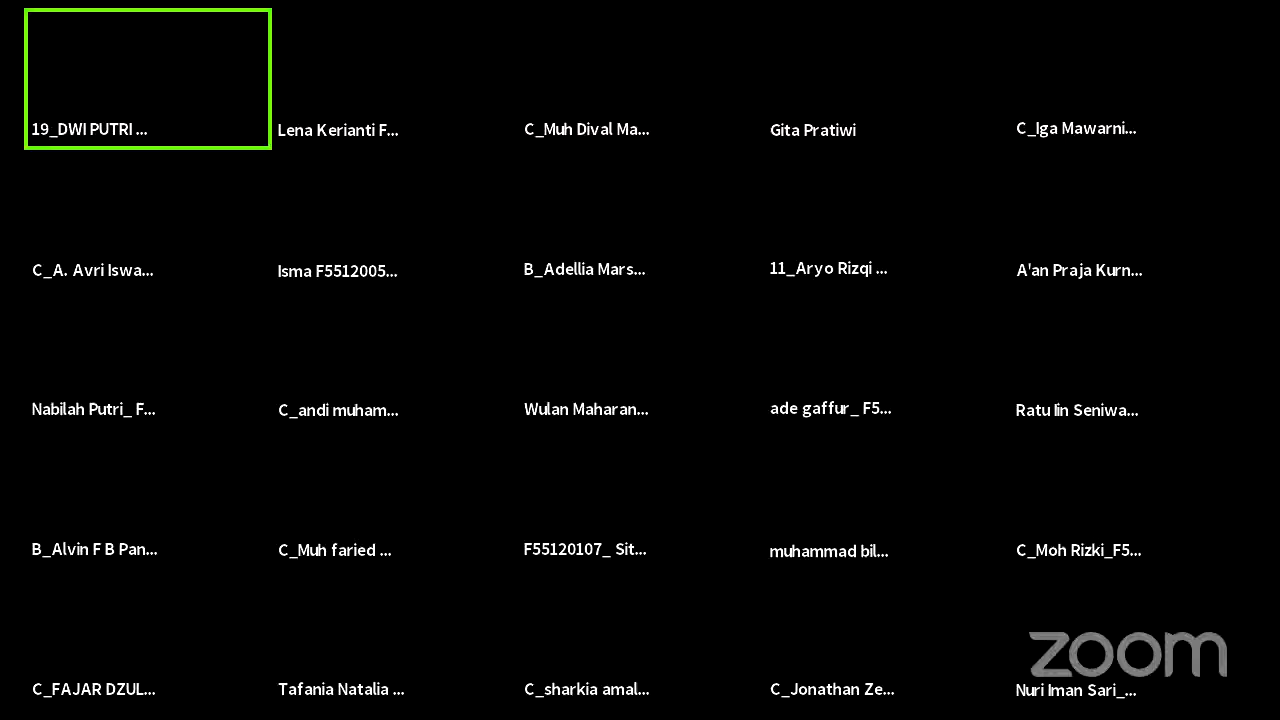 19_DWI PUTRI ...
Lena Kerianti F...
C_Muh Dival Ma...
Gita Pratiwi
C_Iga Mawarni...
C_A. Avri Iswa...
Isma F5512005...
B_Adellia Mars...
11_Aryo Rizqi ...
A'an Praja Kurn...
Nabilah Putri_ F...
C_andi muham...
Wulan Maharan...
ade gaffur_ F5...
Ratu Iin Seniwa...
B_Alvin F B Pan...
C_Muh faried ...
F55120107_ Sit...
muhammad bil...
C_Moh Rizki_F5...
zoom
C_FAJAR DZUL...
Tafania Natalia ...
C_sharkia amal...
C_Jonathan Ze...
Nuri Iman Sari_...